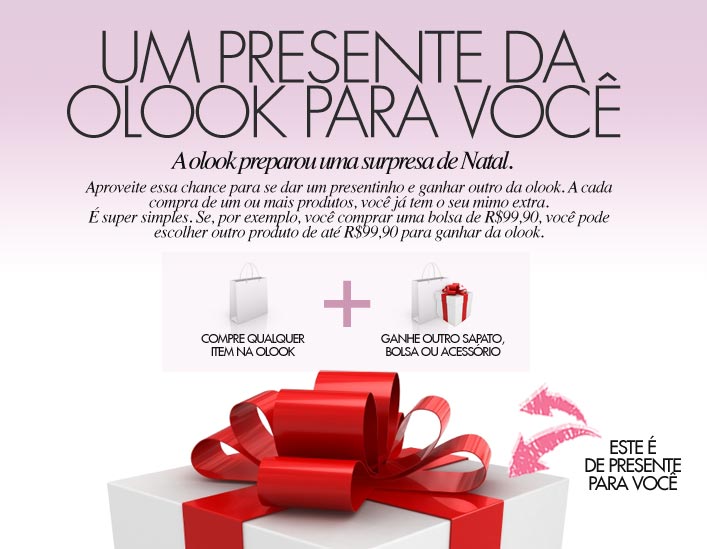 UM PRESENTE DA
OLOOK PARA VOCÊ
A olook preparou uma surpresa de Natal.
Aproveite essa chance para se dar um presentinho e ganhar outro da olook. A cada
compra de um ou mais produtos, você já tem o seu mimo extra.
É super simples. Se, por exemplo, você comprar uma bolsa de R$99,90, você pode
escolher outro produto de até R$99,90 para ganhar da olook.
COMPRE QUALQUER
ITEM NA OLOOK
+
GANHE OUTRO SAPATO,
BOLSA OU ACESSÓRIO
ESTE É
DE PRESENTE
PARA VOCÊ